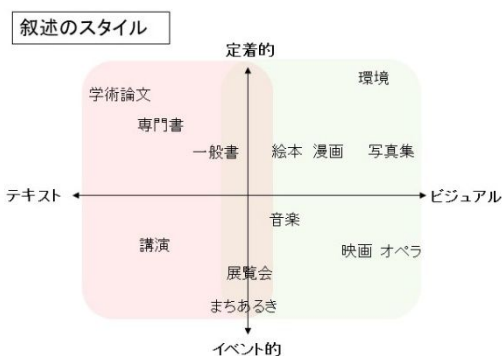 叙述のスタイル
定着的
環境
学術論文
専門書
一般書 絵本 漫画 写真集
テキスト ビジュアル
音楽
講演 映画 オペラ
展覧会
まちあるき
イベント的